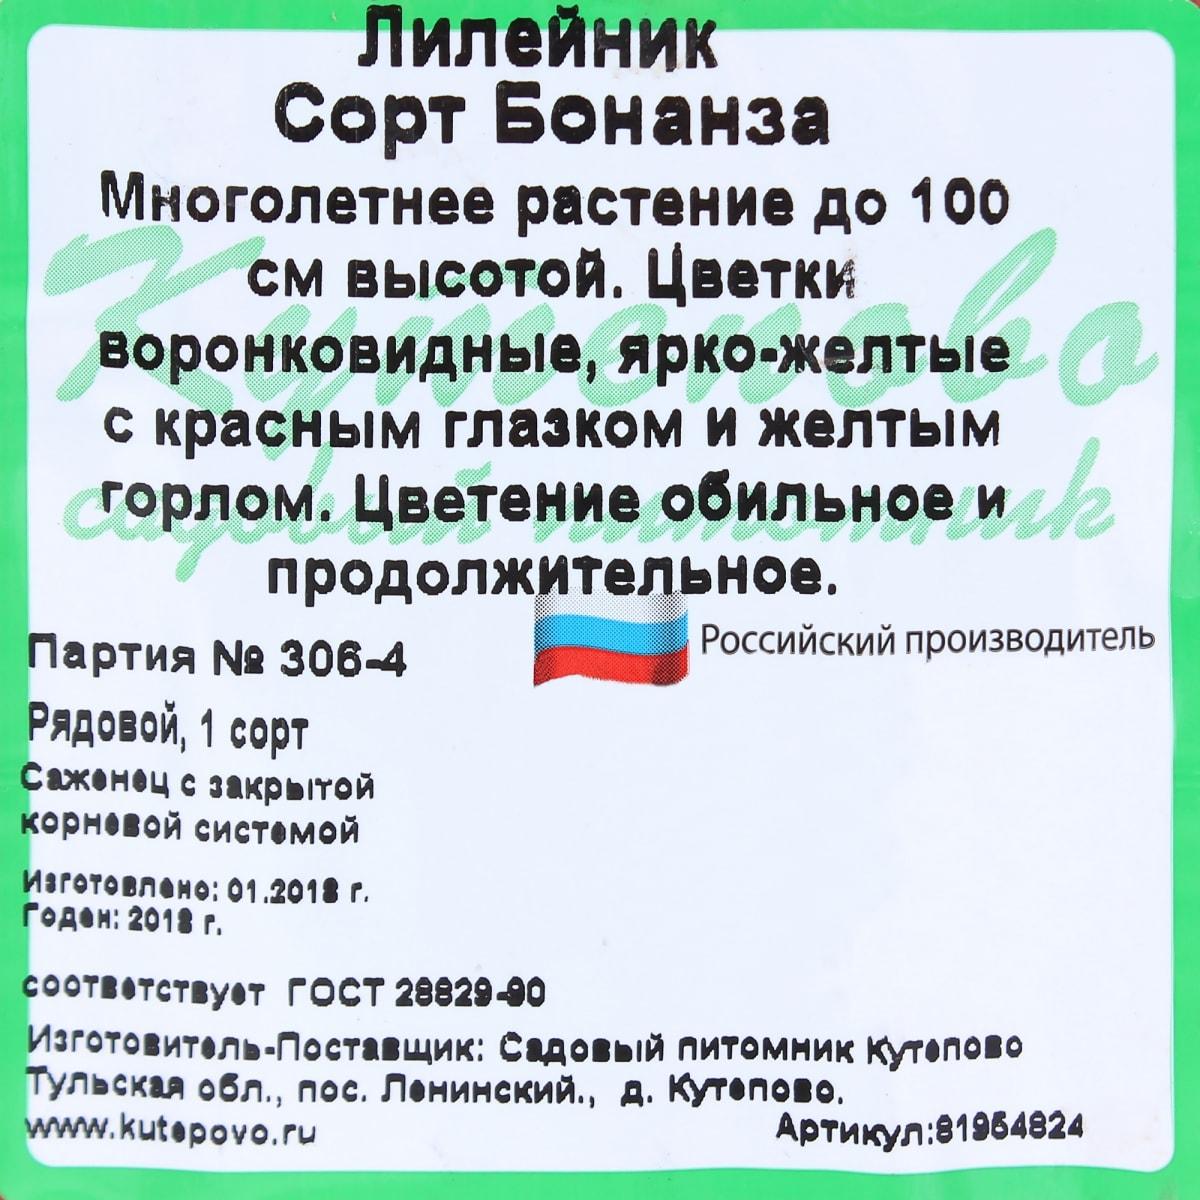 Лилейник
Сорт Бонанза
Многолетнее растение до 100
см высотой. Цветки
воронковидные, ярко-желтые
с красным глазком и желтым
горлом. Цветение обильное и
продолжительное.
Кутепово
садовый питомник
Российский производитель
Партия № 306-4
Рядовой, 1 сорт
Саженец с закрытой
корневой системой
Изготовлено: 01.2018 г.
Годен: 2018 г.
соответствует ГОСТ 28829-90
Изготовитель-Поставщик: Садовый питомник Кутепово
Тульская обл., пос. Ленинский., д. Кутепово.
www.kutepovo.ru
Артикул:81954824